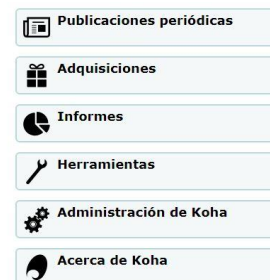 Publicaciones periódicas
Adquisiciones
Informes
Herramientas
Administración de Koha
Acerca de Koha